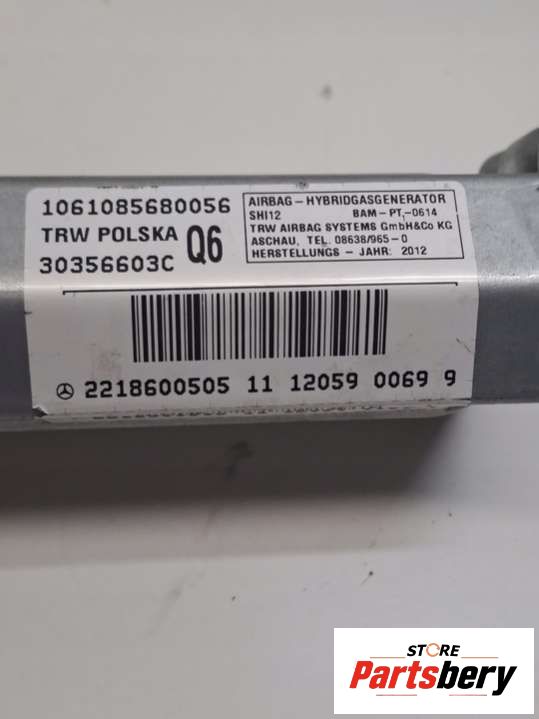 1061085680056
TRW POLSKA Q6
30356603C
AIRBAG - HYBRIDGASGENERATOR
SHI12 BAM-PT,-0614
TRW AIRBAG SYSTEMS GmbH&Co KG
ASCHAU, TEL. 08638/965-0
HERSTELLUNGS - JAHR: 2012
2218600505 11 12059 0069 9
STORE
Partsbery